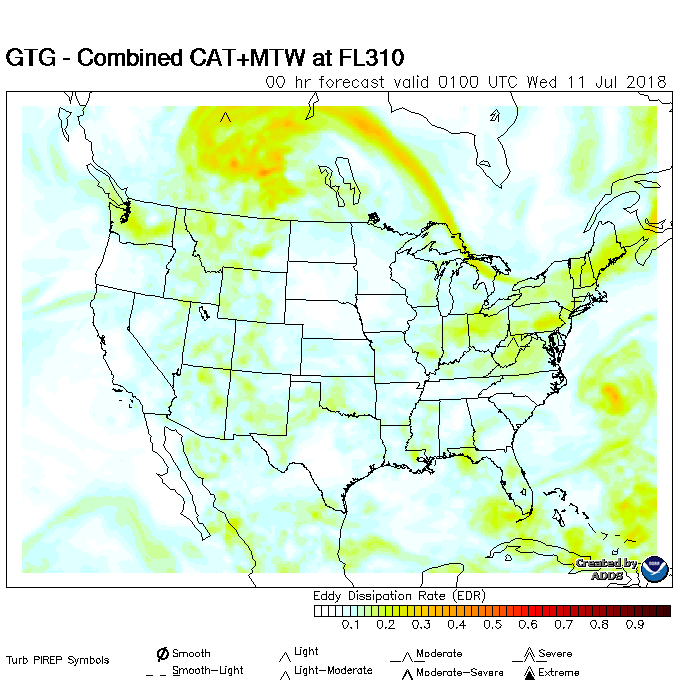 GTG - Combined CAT+MTW at FL310
00 hr forecast valid 0100 UTC Wed 11 Jul 2018
Created by
ADDS
Eddy Dissipation Rate (EDR)
0.1 0.2 0.3 0.4 0.5 0.6 0.7 0.8 0.9
Turb PIREP Symbols
Smooth Light Moderate Severe
Smooth-Light Light-Moderate Moderate-Severe Extreme